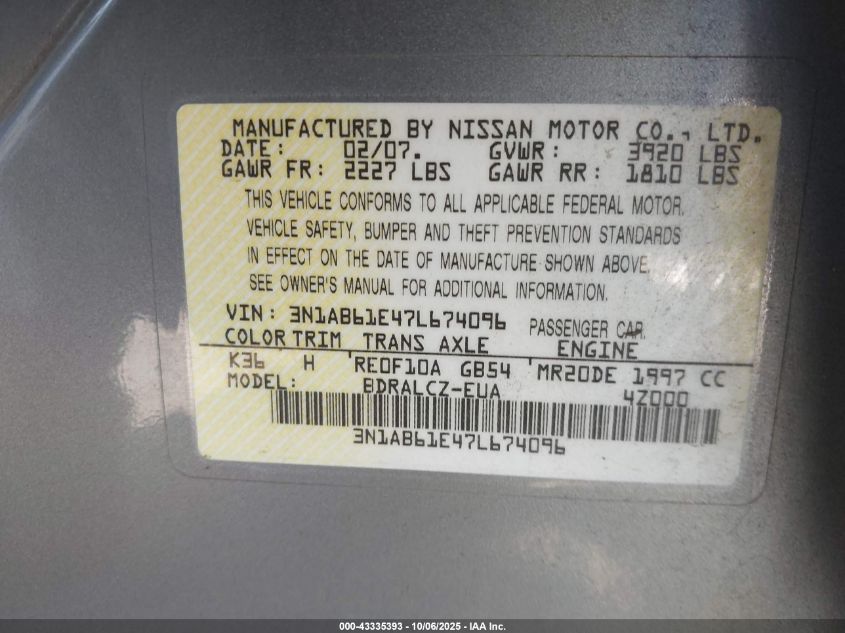 MANUFACTURED BY NISSAN MOTOR CO., LTD.
DATE: 02/07. GVWR: 3920 LBS
GAWR FR: 2227 LBS GAWR RR: 1810 LBS
THIS VEHICLE CONFORMS TO ALL APPLICABLE FEDERAL MOTOR.
VEHICLE SAFETY, BUMPER AND THEFT PREVENTION STANDARDS
IN EFFECT ON THE DATE OF MANUFACTURE SHOWN ABOVE.
SEE OWNER'S MANUAL FOR ADDITIONAL INFORMATION.
VIN: 3N1AB61E47L674096 PASSENGER CAR
COLOR TRIM TRANS AXLE ENGINE
K36 H RE0F10A GB54 MR20DE 1997 CC
MODEL: BDRALCZ-EUA 4Z000
3N1AB61E47L674096
000-43335393 - 10/06/2025 - IAA Inc.